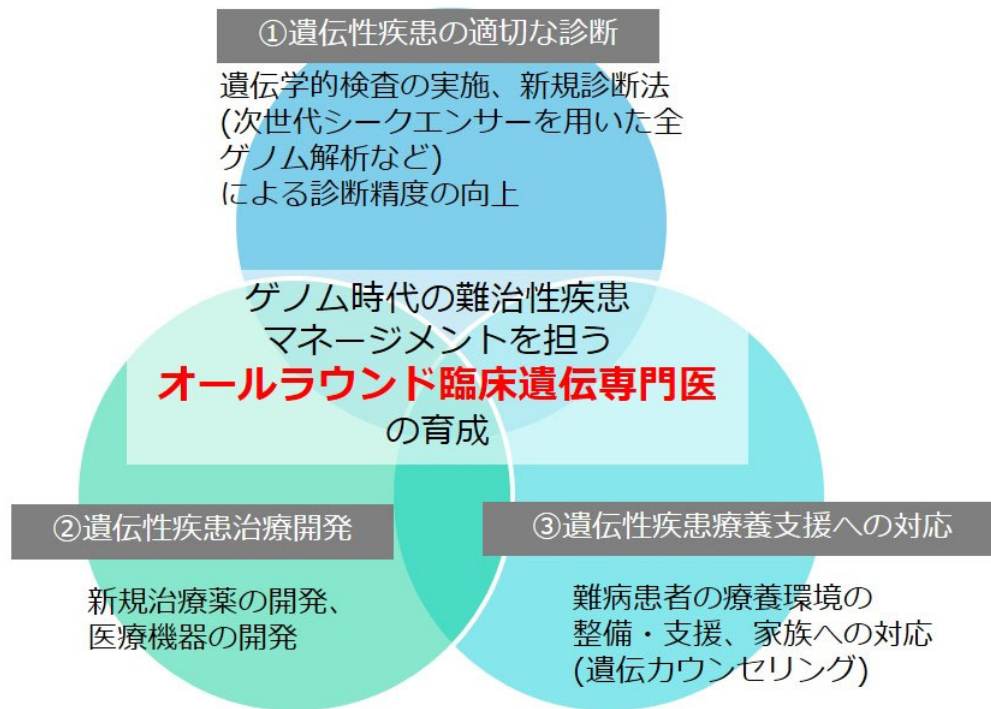 ①遺伝性疾患の適切な診断
遺伝学的検査の実施、新規診断法
(次世代シークエンサーを用いた全
ゲノム解析など)
による診断精度の向上
ゲノム時代の難治性疾患
マネージメントを担う
オールラウンド臨床遺伝専門医
の育成
②遺伝性疾患治療開発
新規治療薬の開発、
医療機器の開発
③遺伝性疾患療養支援への対応
難病患者の療養環境の
整備・支援、家族への対応
(遺伝カウンセリング)